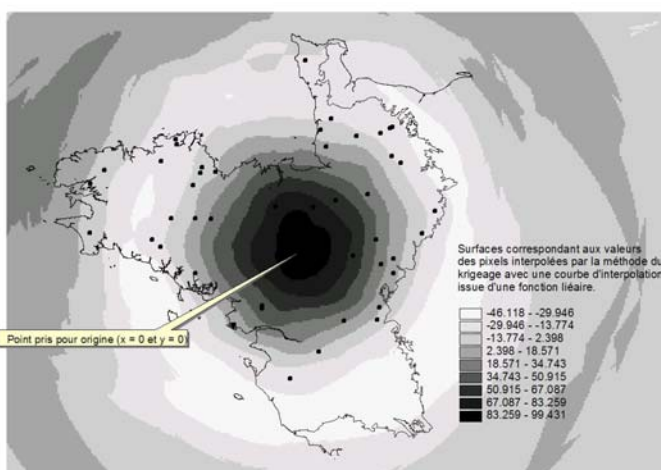 Surfaces correspondant aux valeurs
des pixels interpolées par la méthode du
krigeage avec une courbe d'interpolation
issue d'une fonction liéaire.
-46.118 - -29.946
-29.946 - -13.774
-13.774 - 2.398
2.398 - 18.571
18.571 - 34.743
34.743 - 50.915
50.915 - 67.087
67.087 - 83.259
83.259 - 99.431
Point pris pour origine (x = 0 et y = 0)